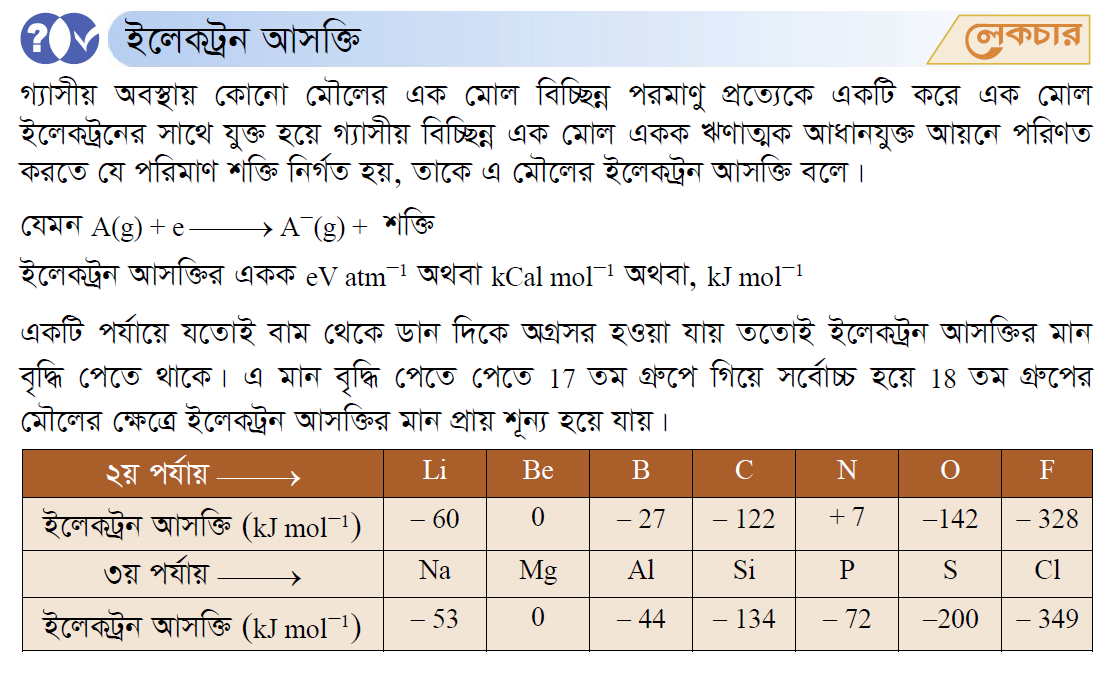 ইলেকট্রন আসক্তি
লেকচার
গ্যাসীয় অবস্থায় কোনো মৌলের এক মোল বিচ্ছিন্ন পরমাণু প্রত্যেকে একটি করে এক মোল
ইলেকট্রনের সাথে যুক্ত হয়ে গ্যাসীয় বিচ্ছিন্ন এক মোল একক ঋণাত্মক আধানযুক্ত আয়নে পরিণত
করতে যে পরিমাণ শক্তি নির্গত হয়, তাকে এ মৌলের ইলেকট্রন আসক্তি বলে।
যেমন A(g) + e ⟶ A⁻(g) + শক্তি
ইলেকট্রন আসক্তির একক eV atm⁻¹ অথবা kCal mol⁻¹ অথবা, kJ mol⁻¹
একটি পর্যায়ে যতোই বাম থেকে ডান দিকে অগ্রসর হওয়া যায় ততোই ইলেকট্রন আসক্তির মান
বৃদ্ধি পেতে থাকে। এ মান বৃদ্ধি পেতে পেতে 17 তম গ্রুপে গিয়ে সর্বোচ্চ হয়ে 18 তম গ্রুপের
মৌলের ক্ষেত্রে ইলেকট্রন আসক্তির মান প্রায় শূন্য হয়ে যায়।
২য় পর্যায় ⟶ Li Be B C N O F
ইলেকট্রন আসক্তি (kJ mol⁻¹) – 60 0 – 27 – 122 + 7 –142 – 328
৩য় পর্যায় ⟶ Na Mg Al Si P S Cl
ইলেকট্রন আসক্তি (kJ mol⁻¹) – 53 0 – 44 – 134 – 72 –200 – 349